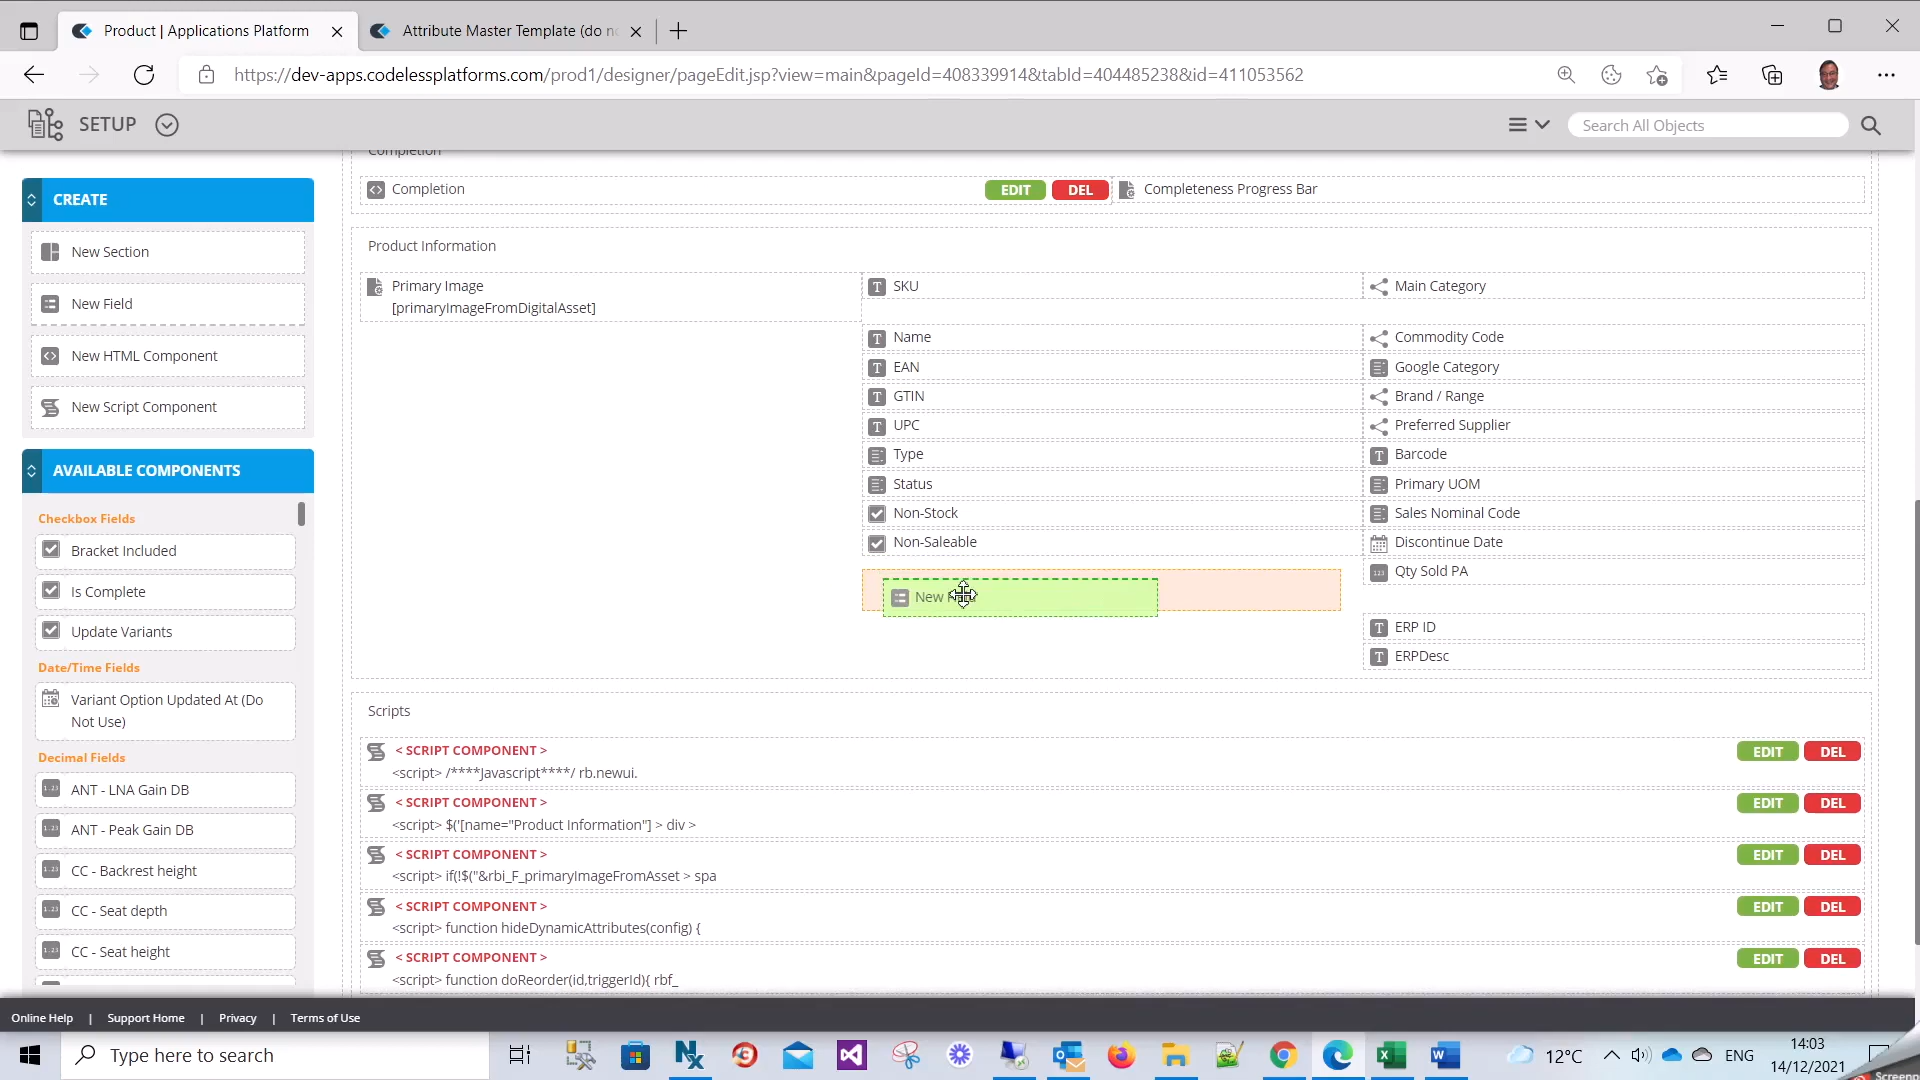 Product | Applications Platform
Attribute Master Template (do n
https://dev-apps.codelessplatforms.com/prod1/designer/pageEdit.jsp?view=main&pageId=408339914&tabId=404485238&id=411053562
SETUP
Search All Objects
CREATE
New Section
New Field
New HTML Component
New Script Component
AVAILABLE COMPONENTS
Checkbox Fields
Bracket Included
Is Complete
Update Variants
Date/Time Fields
Variant Option Updated At (Do
Not Use)
Decimal Fields
ANT - LNA Gain DB
ANT - Peak Gain DB
CC - Backrest height
CC - Seat depth
CC - Seat height
Completion
Completion
EDIT DEL
Completeness Progress Bar
Product Information
Primary Image
[primaryImageFromDigitalAsset]
SKU
Main Category
Name
Commodity Code
EAN
Google Category
GTIN
Brand / Range
UPC
Preferred Supplier
Type
Barcode
Status
Primary UOM
Non-Stock
Sales Nominal Code
Non-Saleable
Discontinue Date
Qty Sold PA
New
ERP ID
ERPDesc
Scripts
< SCRIPT COMPONENT >
EDIT DEL
<script> /****Javascript****/ rb.newui.
< SCRIPT COMPONENT >
EDIT DEL
<script> $('[name="Product Information"] > div >
< SCRIPT COMPONENT >
EDIT DEL
<script> if(!$("&rbi_F_primaryImageFromAsset > spa
< SCRIPT COMPONENT >
EDIT DEL
<script> function hideDynamicAttributes(config) {
< SCRIPT COMPONENT >
EDIT DEL
<script> function doReorder(id,triggerId){ rbf_
Online Help | Support Home | Privacy | Terms of Use
Type here to search
12°C
ENG
14:03
14/12/2021